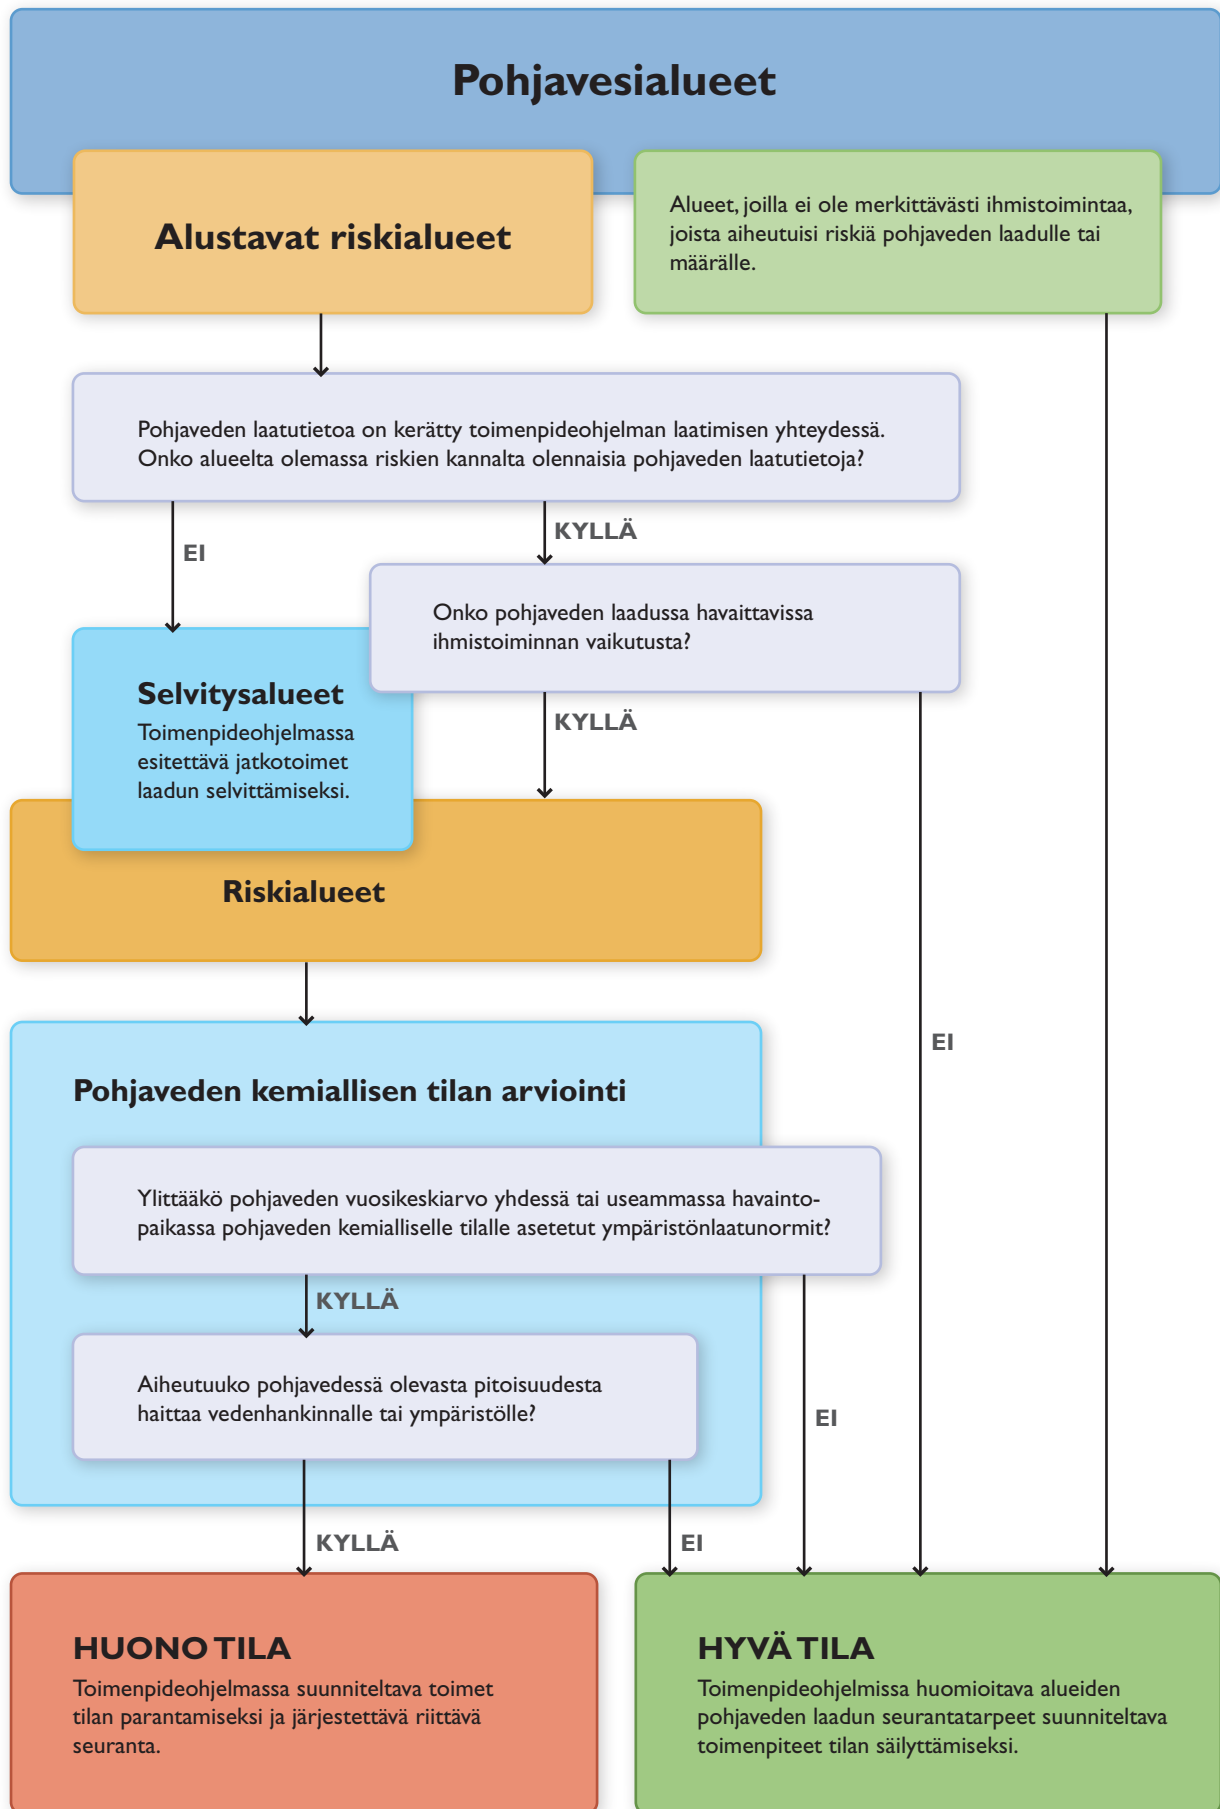 Pohjavesialueet
Alustavat riskialueet
Alueet, joilla ei ole merkittävästi ihmistoimintaa,
joista aiheutuisi riskiä pohjaveden laadulle tai
määrälle.
Pohjaveden laatutietoa on kerätty toimenpideohjelman laatimisen yhteydessä.
Onko alueelta olemassa riskien kannalta olennaisia pohjaveden laatutietoja?
EI
KYLLÄ
Onko pohjaveden laadussa havaittavissa
ihmistoiminnan vaikutusta?
Selvitysalueet
Toimenpideohjelmassa
esitettävä jatkotoimet
laadun selvittämiseksi.
KYLLÄ
Riskialueet
EI
Pohjaveden kemiallisen tilan arviointi
Ylittääkö pohjaveden vuosikeskiarvo yhdessä tai useammassa havainto-
paikassa pohjaveden kemialliselle tilalle asetetut ympäristönlaatunormit?
KYLLÄ
Aiheutuuko pohjavedessä olevasta pitoisuudesta
haittaa vedenhankinnalle tai ympäristölle?
EI
KYLLÄ
EI
HUONO TILA
Toimenpideohjelmassa suunniteltava toimet
tilan parantamiseksi ja järjestettävä riittävä
seuranta.
HYVÄ TILA
Toimenpideohjelmissa huomioitava alueiden
pohjaveden laadun seurantatarpeet suunniteltava
toimenpiteet tilan säilyttämiseksi.